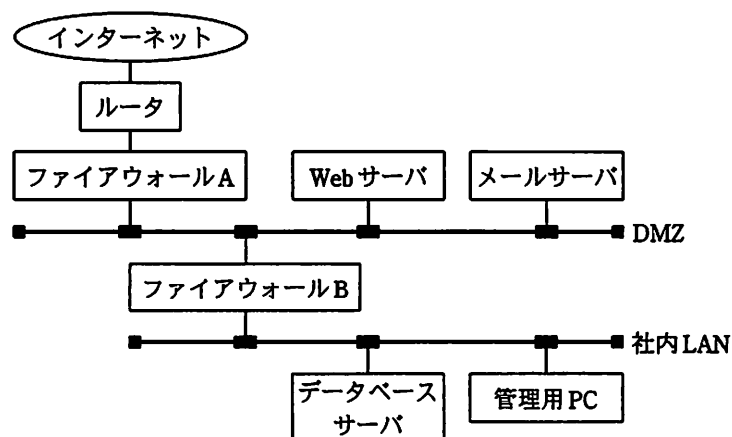 インターネット
ルータ
ファイアウォールA
Webサーバ
メールサーバ
DMZ
ファイアウォールB
社内LAN
データベース
サーバ
管理用PC